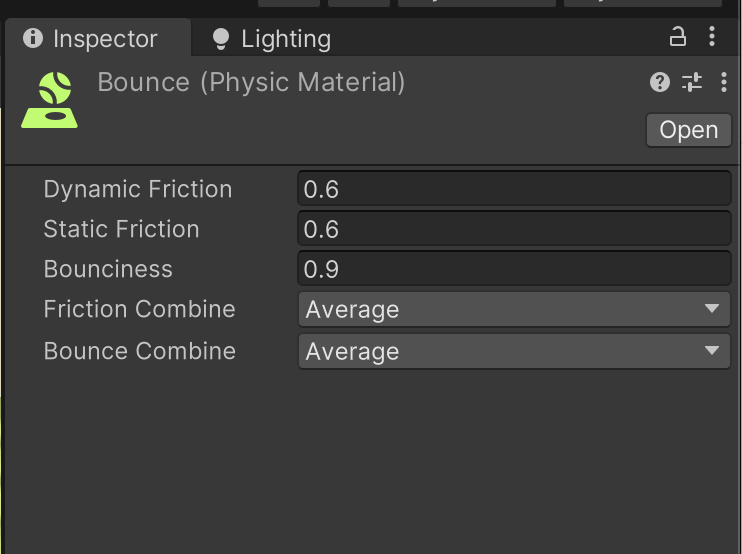 Inspector Lighting
Bounce (Physic Material)
Open
Dynamic Friction 0.6
Static Friction 0.6
Bounciness 0.9
Friction Combine Average
Bounce Combine Average